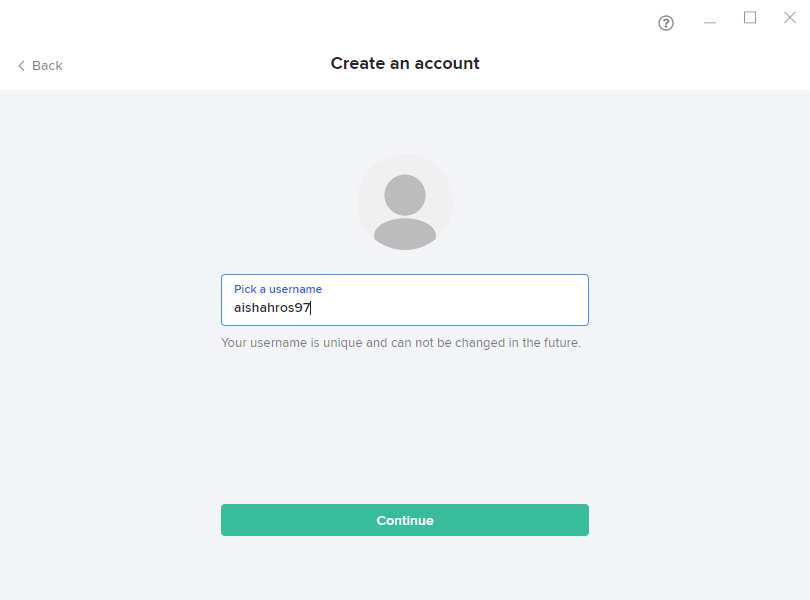 Back
Create an account
Pick a username
aishahros97
Your username is unique and can not be changed in the future.
Continue